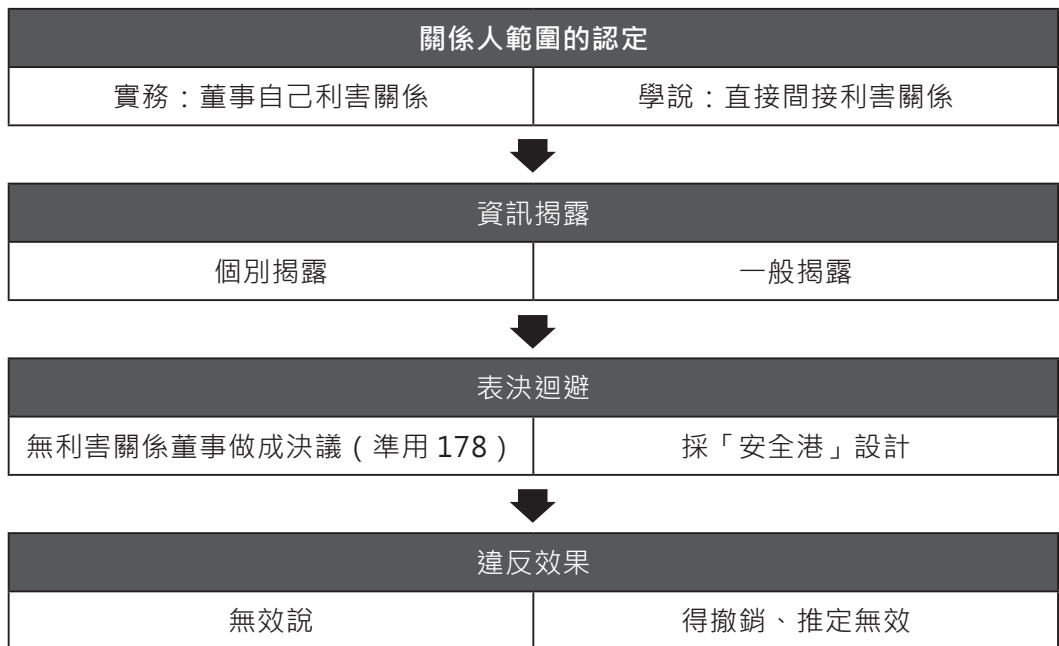 關係人範圍的認定
實務：董事自己利害關係
學說：直接間接利害關係
資訊揭露
個別揭露
一般揭露
表決迴避
無利害關係董事做成決議（準用 178）
採「安全港」設計
違反效果
無效說
得撤銷、推定無效